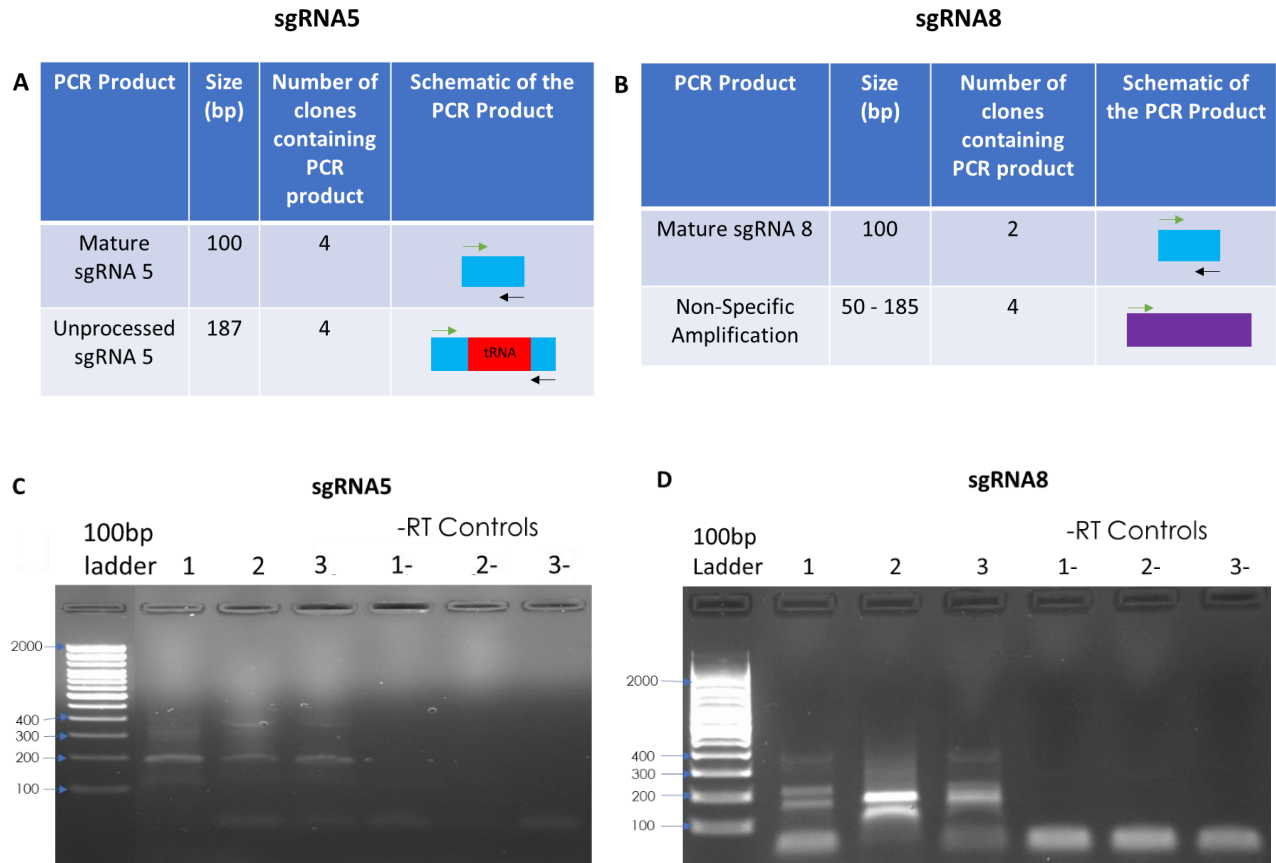 sgRNA5
sgRNA8
A
PCR Product
Size
(bp)
Number of
clones
containing
PCR
product
Schematic of the
PCR Product
Mature
sgRNA 5
100
4
Unprocessed
sgRNA 5
187
4
tRNA
B
PCR Product
Size
(bp)
Number of
clones
containing
PCR product
Schematic of
the PCR Product
Mature sgRNA 8
100
2
Non-Specific
Amplification
50 - 185
4
C
sgRNA5
-RT Controls
100bp
ladder
1 2 3 1- 2- 3-
2000
400
300
200
100
D
sgRNA8
-RT Controls
100bp
Ladder
1 2 3 1- 2- 3-
2000
400
300
200
100